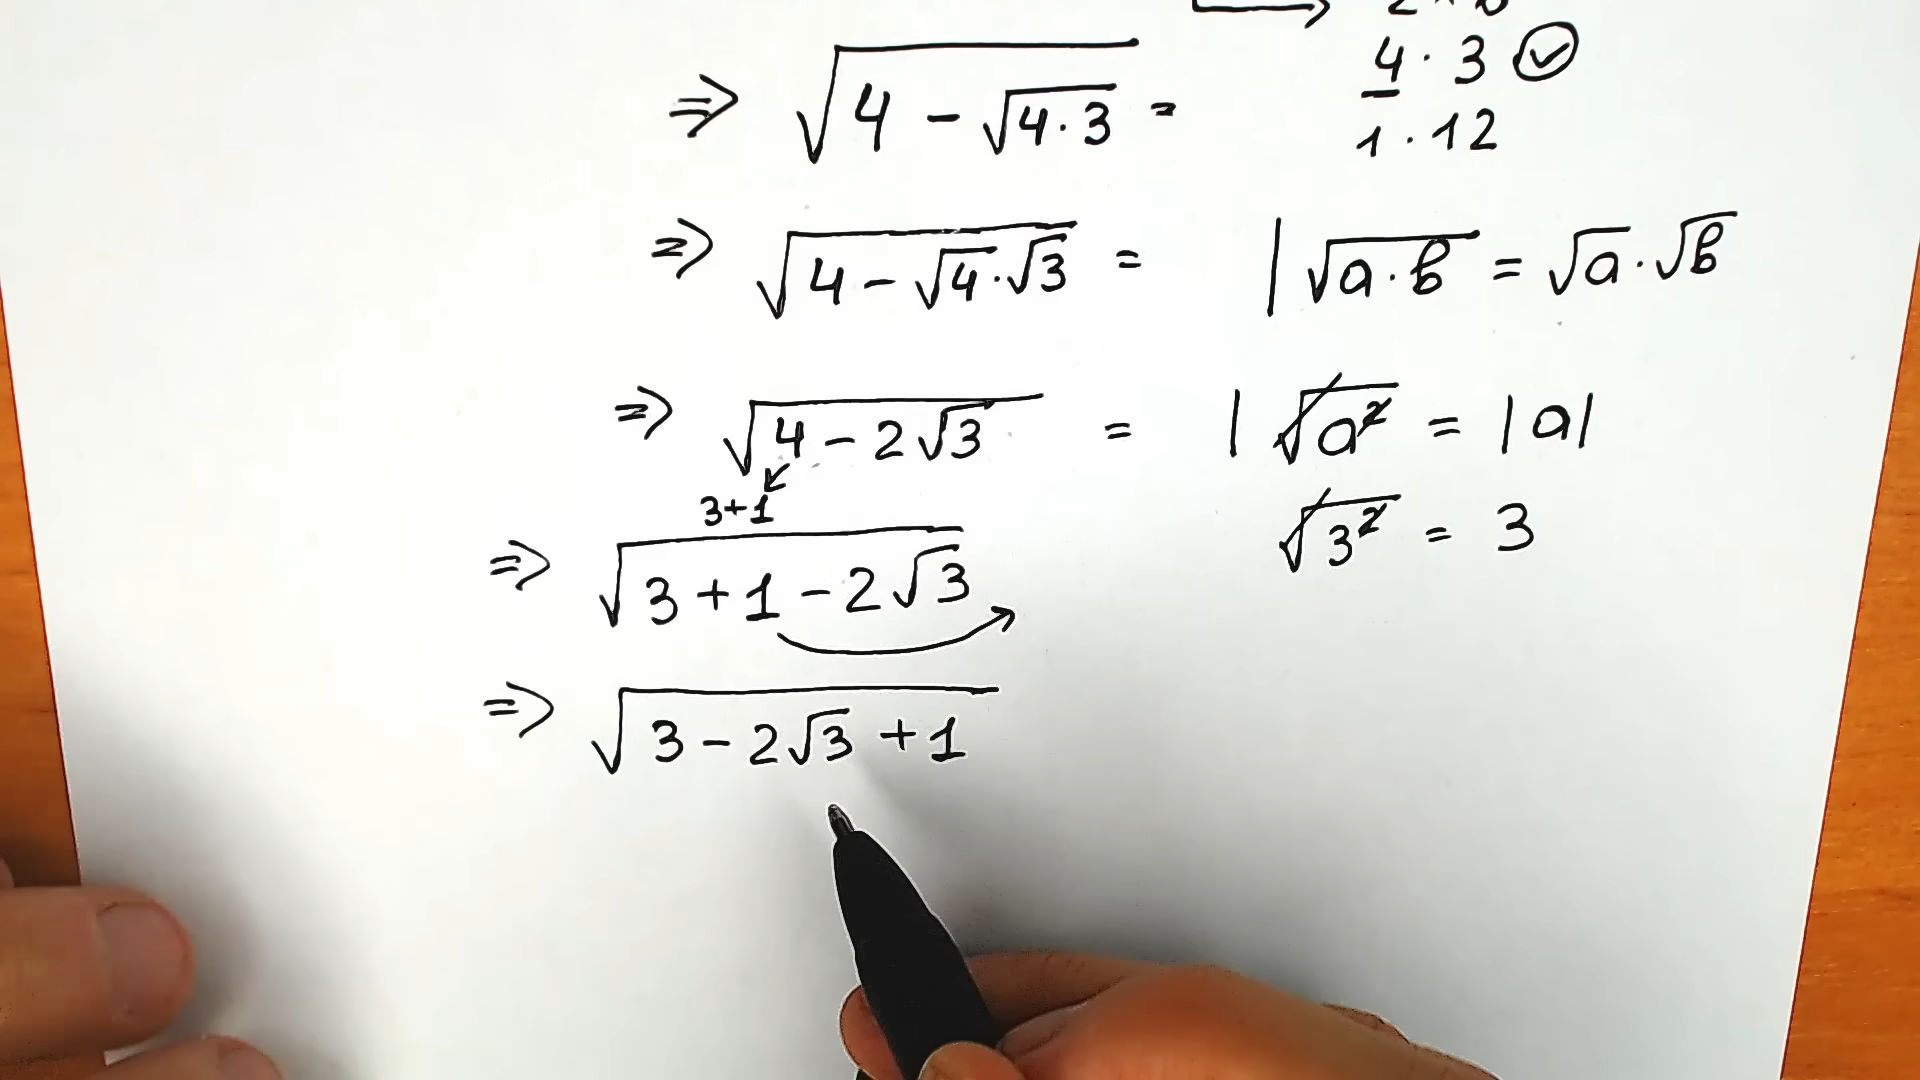 4 · 3 ✓
⇒ √(4 - √(4·3)) =
1 · 12
⇒ √(4 - √4·√3) = | √(a·b) = √a · √b
⇒ √(4 - 2√3) = | √(a²) = |a|
3+1
√(3²) = 3
⇒ √(3 + 1 - 2√3)
⇒ √(3 - 2√3 + 1)